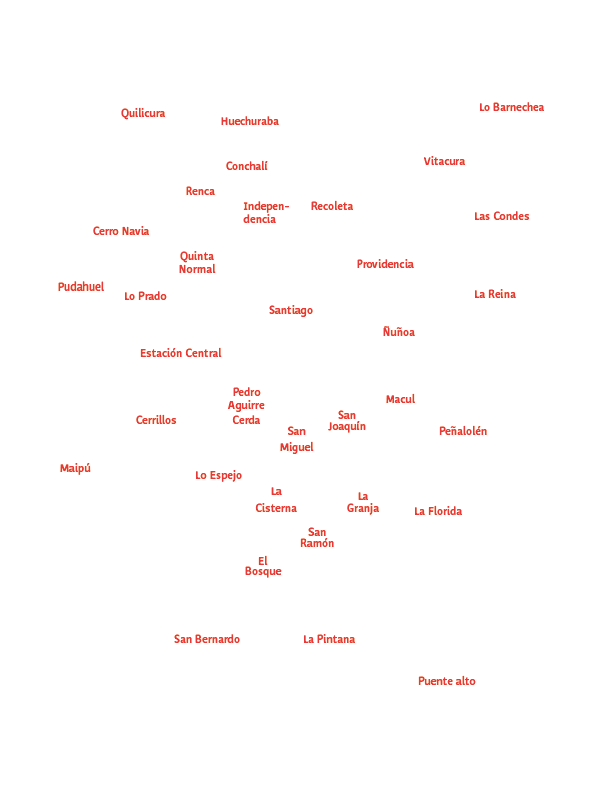 Lo Barnechea
Quilicura
Huechuraba
Vitacura
Conchalí
Renca
Indepen-
dencia
Recoleta
Las Condes
Cerro Navia
Quinta
Normal
Providencia
Pudahuel
Lo Prado
La Reina
Santiago
Ñuñoa
Estación Central
Pedro
Aguirre
Cerda
Macul
San
Joaquín
Cerrillos
San
Miguel
Peñalolén
Maipú
Lo Espejo
La
Cisterna
La
Granja
La Florida
San
Ramón
El
Bosque
San Bernardo
La Pintana
Puente alto